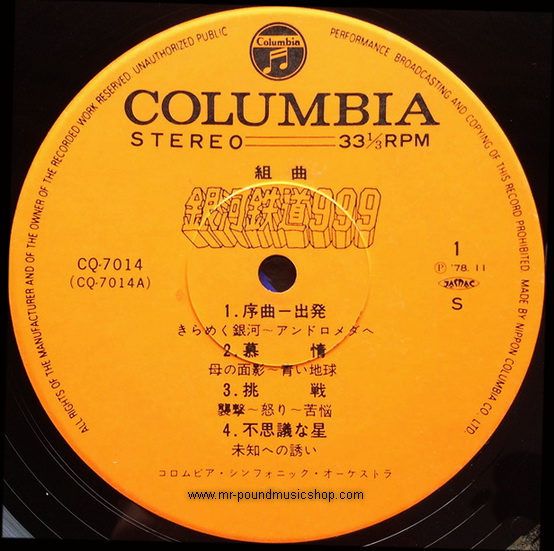 Columbia
COLUMBIA
STEREO 33 1/3 RPM
組曲
銀河鉄道999
CQ-7014
(CQ-7014A)
1
Ⓟ '78. 11
JASRAC
S
1.序曲—出発
きらめく銀河~アンドロメダへ
2.慕 情
母の面影~青い地球
3.挑 戦
襲撃~怒り~苦悩
4.不思議な星
未知への誘い
コロムビア・シンフォニック・オーケストラ
www.mr-poundmusicshop.com
ALL RIGHTS OF THE MANUFACTURER AND OF THE OWNER OF THE RECORDED WORK RESERVED UNAUTHORIZED PUBLIC PERFORMANCE BROADCASTING AND COPYING OF THIS RECORD PROHIBITED MADE BY NIPPON COLUMBIA CO. LTD.